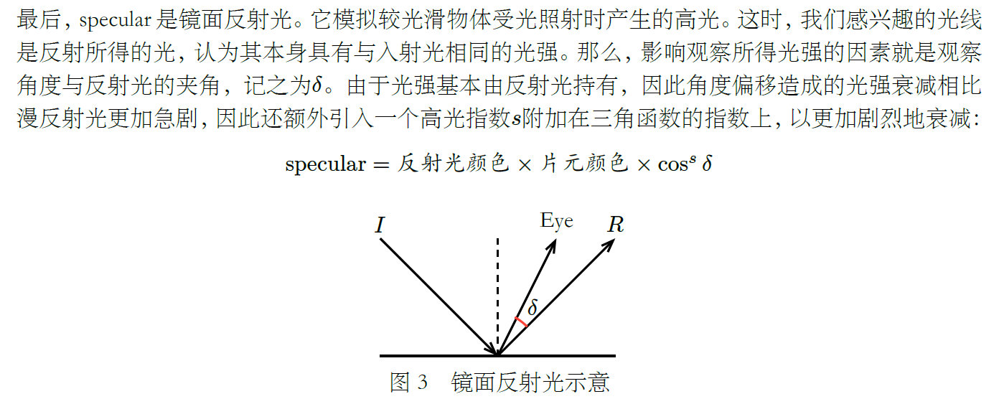 最后，specular 是镜面反射光。它模拟较光滑物体受光照射时产生的高光。这时，我们感兴趣的光线
是反射所得的光，认为其本身具有与入射光相同的光强。那么，影响观察所得光强的因素就是观察
角度与反射光的夹角，记之为δ。由于光强基本由反射光持有，因此角度偏移造成的光强衰减相比
漫反射光更加急剧，因此还额外引入一个高光指数s附加在三角函数的指数上，以更加剧烈地衰减：
specular = 反射光颜色 × 片元颜色 × cosˢ δ
I
Eye
R
δ
图 3 镜面反射光示意